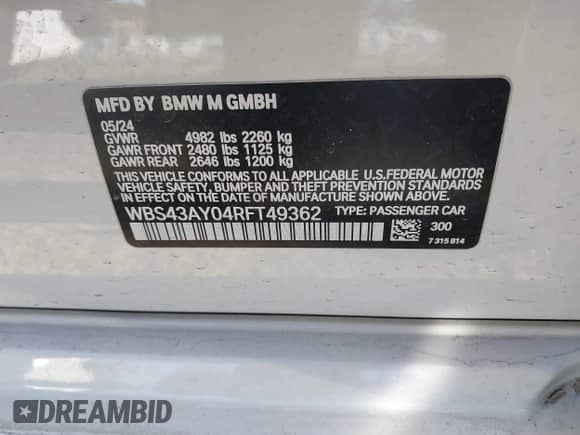 MFD BY BMW M GMBH
05/24
GVWR 4982 lbs 2260 kg
GAWR FRONT 2480 lbs 1125 kg
GAWR REAR 2646 lbs 1200 kg
THIS VEHICLE CONFORMS TO ALL APPLICABLE U.S.FEDERAL MOTOR
VEHICLE SAFETY, BUMPER AND THEFT PREVENTION STANDARDS
IN EFFECT ON THE DATE OF MANUFACTURE SHOWN ABOVE.
WBS43AY04RFT49362 TYPE: PASSENGER CAR
300
7 315 814
DREAMBID